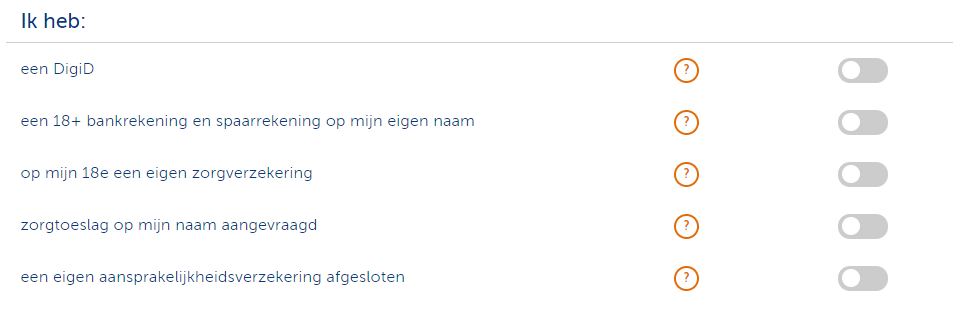 Ik heb:
een DigiD ?
een 18+ bankrekening en spaarrekening op mijn eigen naam ?
op mijn 18e een eigen zorgverzekering ?
zorgtoeslag op mijn naam aangevraagd ?
een eigen aansprakelijkheidsverzekering afgesloten ?